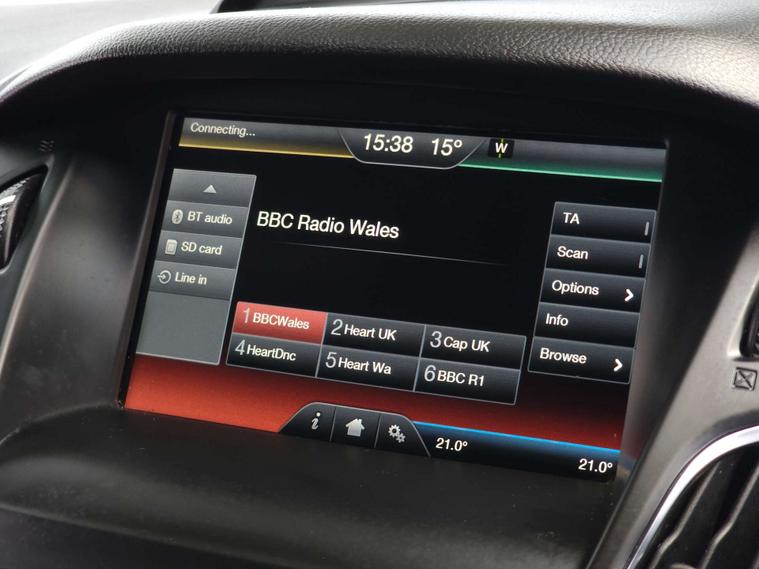 Connecting...
15:38 15° W
BT audio
SD card
Line in
BBC Radio Wales
TA
Scan
Options
Info
Browse
1 BBCWales 2 Heart UK 3 Cap UK
4 HeartDnc 5 Heart Wa 6 BBC R1
i
21.0° 21.0°